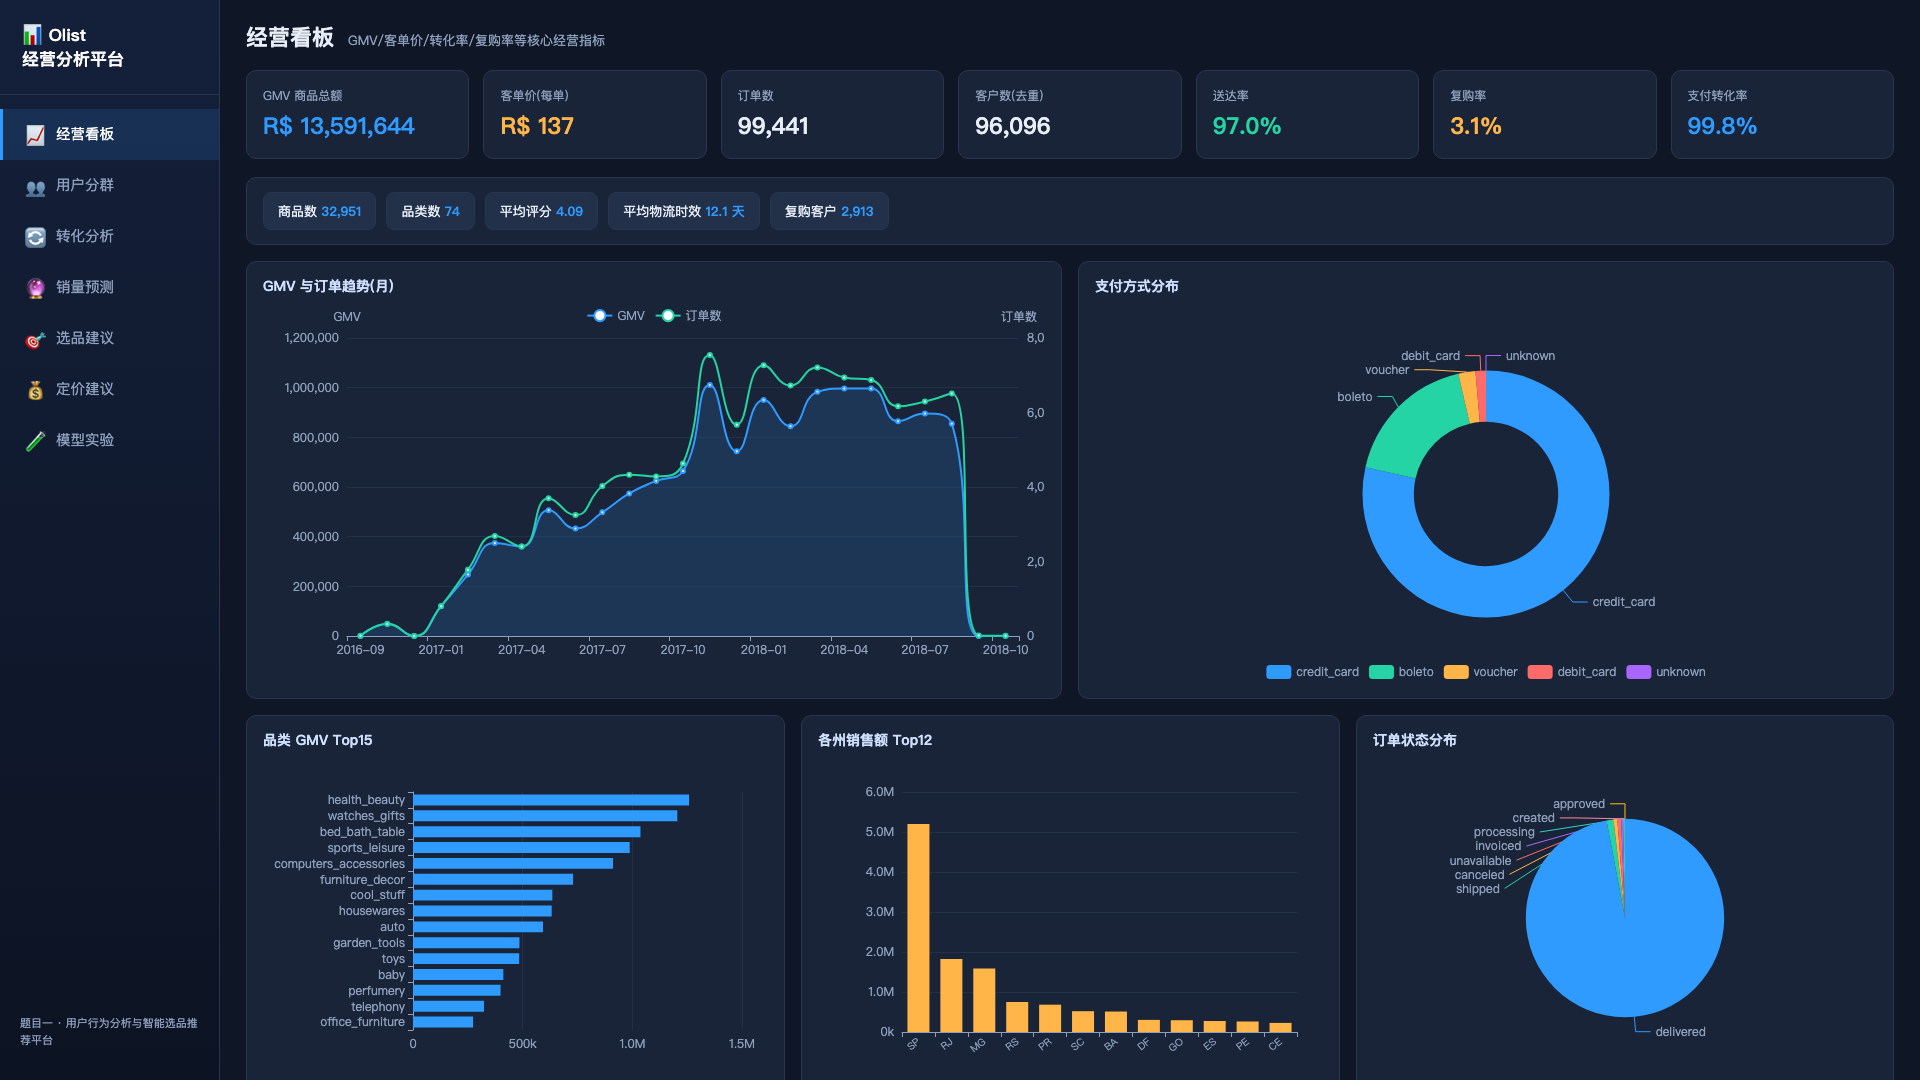 Olist
经营分析平台
经营看板
用户分群
转化分析
销量预测
选品建议
定价建议
模型实验
题目一 · 用户行为分析与智能选品推
荐平台
经营看板 GMV/客单价/转化率/复购率等核心经营指标
GMV 商品总额
R$ 13,591,644
客单价(每单)
R$ 137
订单数
99,441
客户数(去重)
96,096
送达率
97.0%
复购率
3.1%
支付转化率
99.8%
商品数 32,951
品类数 74
平均评分 4.09
平均物流时效 12.1 天
复购客户 2,913
GMV 与订单趋势(月)
GMV
GMV
订单数
订单数
1,200,000
1,000,000
800,000
600,000
400,000
200,000
0
8,0
6,0
4,0
2,0
0
2016-09
2017-01
2017-04
2017-07
2017-10
2018-01
2018-04
2018-07
2018-10
支付方式分布
debit_card
unknown
voucher
boleto
credit_card
credit_card
boleto
voucher
debit_card
unknown
品类 GMV Top15
health_beauty
watches_gifts
bed_bath_table
sports_leisure
computers_accessories
furniture_decor
cool_stuff
housewares
auto
garden_tools
toys
baby
perfumery
telephony
office_furniture
0
500k
1.0M
1.5M
各州销售额 Top12
6.0M
5.0M
4.0M
3.0M
2.0M
1.0M
0k
SP
RJ
MG
RS
PR
SC
BA
DF
GO
ES
PE
CE
订单状态分布
approved
created
processing
invoiced
unavailable
canceled
shipped
delivered